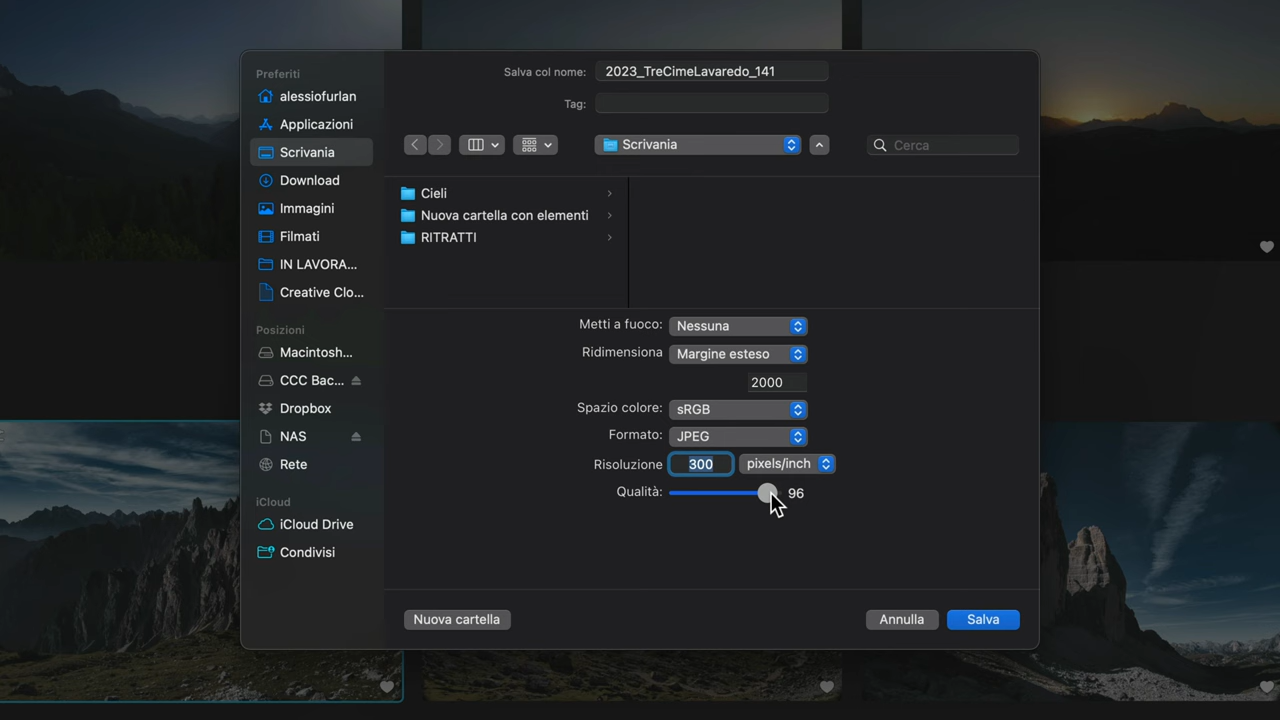 Preferiti
alessiofurlan
Applicazioni
Scrivania
Download
Immagini
Filmati
IN LAVORA...
Creative Clo...
Posizioni
Macintosh...
CCC Bac...
Dropbox
NAS
Rete
iCloud
iCloud Drive
Condivisi
Salva col nome: 2023_TreCimeLavaredo_141
Tag:
Scrivania
Cerca
Cieli
Nuova cartella con elementi
RITRATTI
Metti a fuoco: Nessuna
Ridimensiona Margine esteso
2000
Spazio colore: sRGB
Formato: JPEG
Risoluzione 300 pixels/inch
Qualità: 96
Nuova cartella
Annulla
Salva